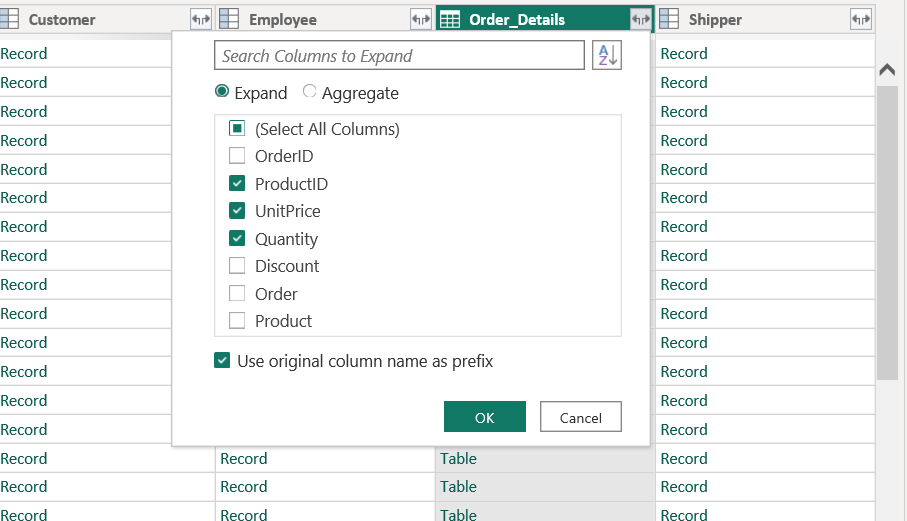 Customer Employee Order_Details Shipper
Search Columns to Expand
A
Z
Expand Aggregate
(Select All Columns)
OrderID
ProductID
UnitPrice
Quantity
Discount
Order
Product
Use original column name as prefix
OK Cancel
Record Record
Record Record
Record Record
Record Record
Record Record
Record Record
Record Record
Record Record
Record Record
Record Record
Record Record
Record Record
Record Record
Record Record
Record Record Table Record
Record Record Table Record
Record Record Table Record